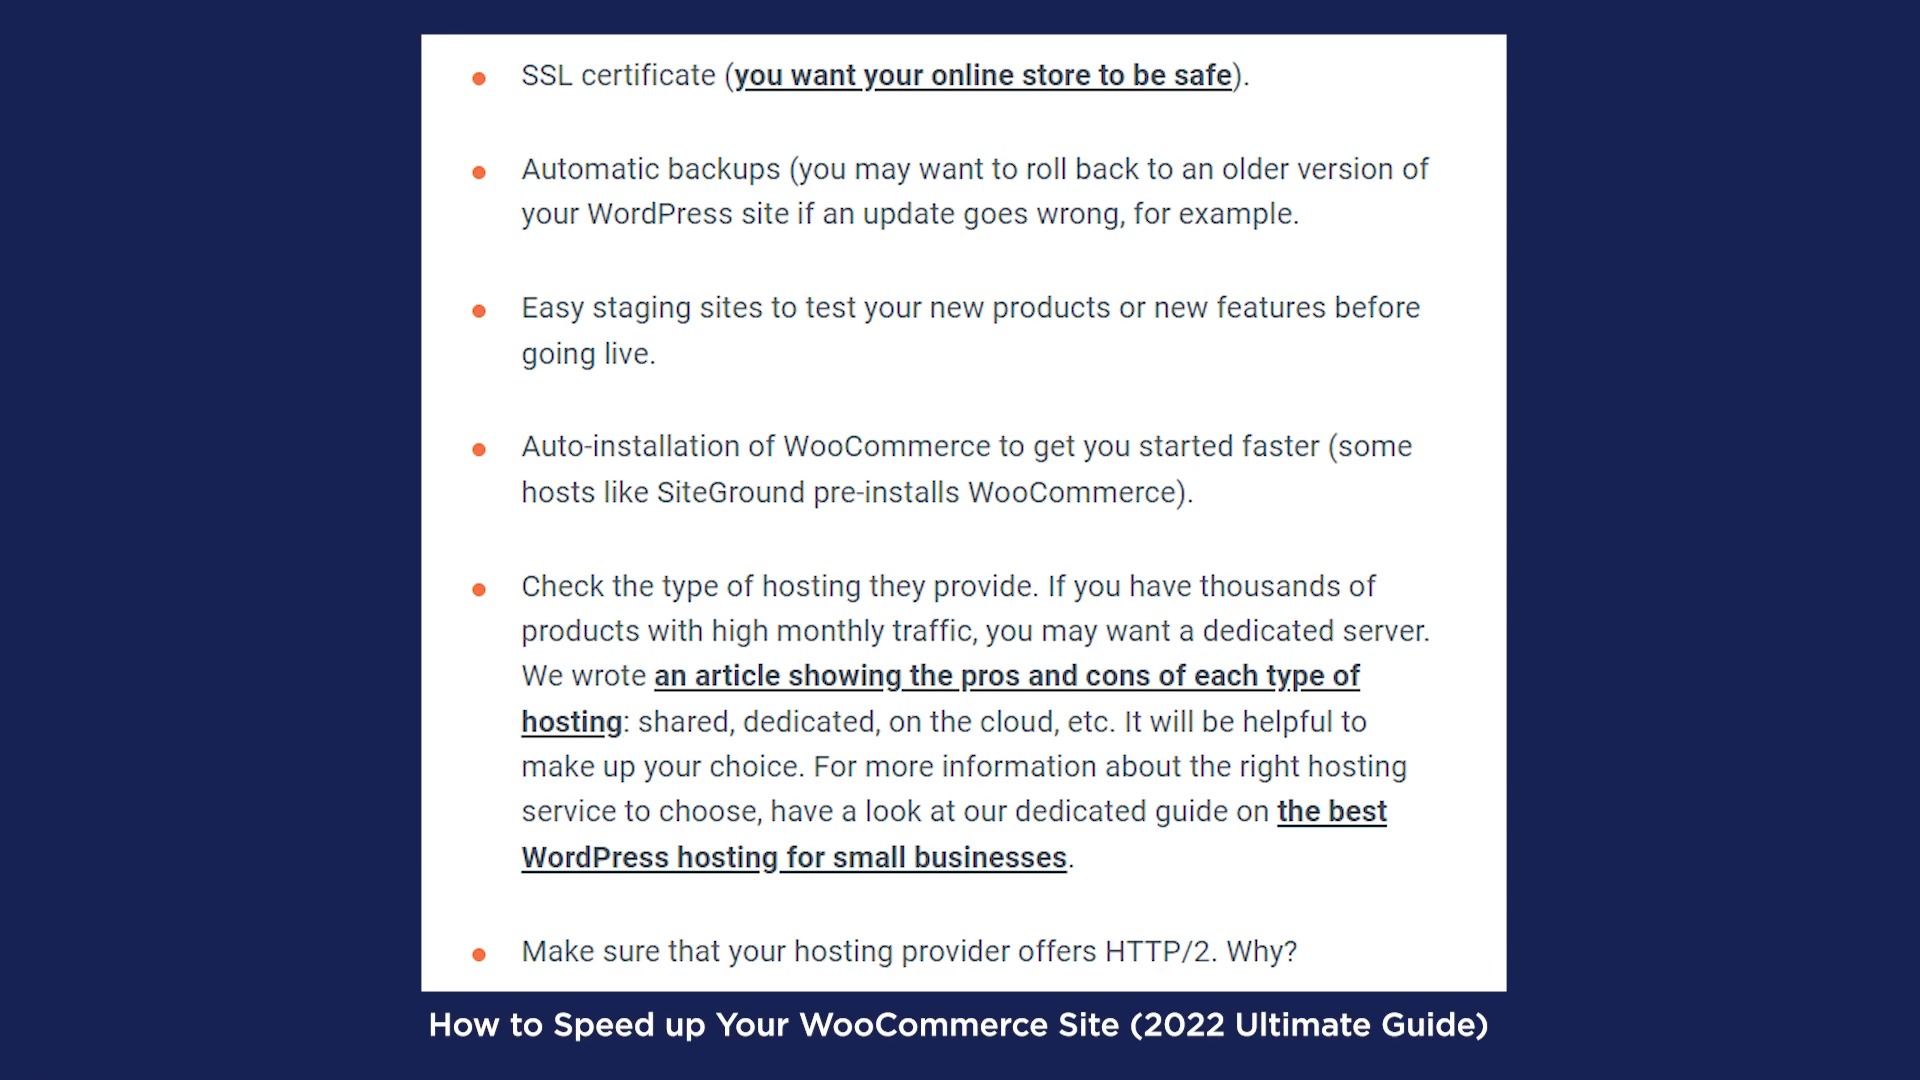 SSL certificate (you want your online store to be safe).
Automatic backups (you may want to roll back to an older version of
your WordPress site if an update goes wrong, for example.
Easy staging sites to test your new products or new features before
going live.
Auto-installation of WooCommerce to get you started faster (some
hosts like SiteGround pre-installs WooCommerce).
Check the type of hosting they provide. If you have thousands of
products with high monthly traffic, you may want a dedicated server.
We wrote an article showing the pros and cons of each type of
hosting: shared, dedicated, on the cloud, etc. It will be helpful to
make up your choice. For more information about the right hosting
service to choose, have a look at our dedicated guide on the best
WordPress hosting for small businesses.
Make sure that your hosting provider offers HTTP/2. Why?
How to Speed up Your WooCommerce Site (2022 Ultimate Guide)